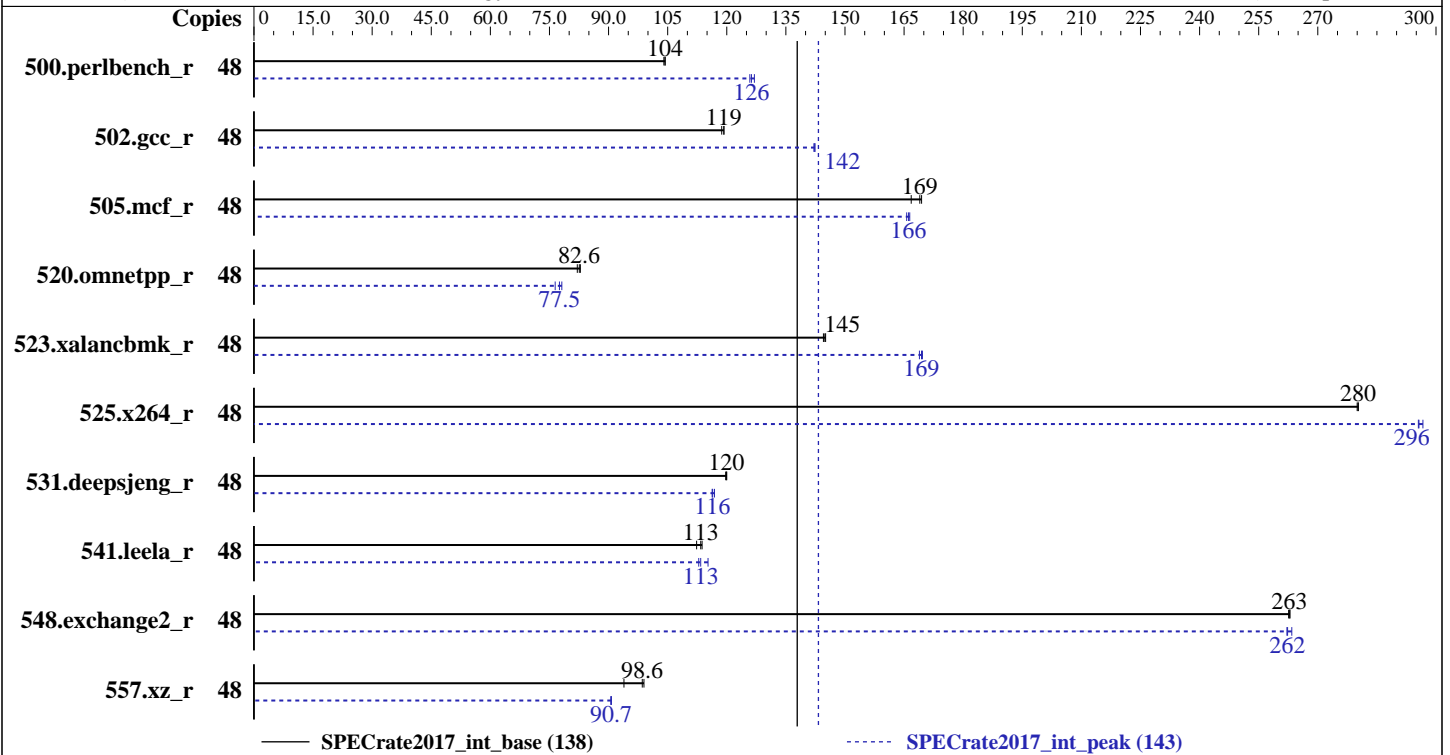 Copies 0 15.0 30.0 45.0 60.0 75.0 90.0 105 120 135 150 165 180 195 210 225 240 255 270 300
500.perlbench_r 48 104
126
502.gcc_r 48 119
142
505.mcf_r 48 169
166
520.omnetpp_r 48 82.6
77.5
523.xalancbmk_r 48 145
169
525.x264_r 48 280
296
531.deepsjeng_r 48 120
116
541.leela_r 48 113
113
548.exchange2_r 48 263
262
557.xz_r 48 98.6
90.7
SPECrate2017_int_base (138) SPECrate2017_int_peak (143)